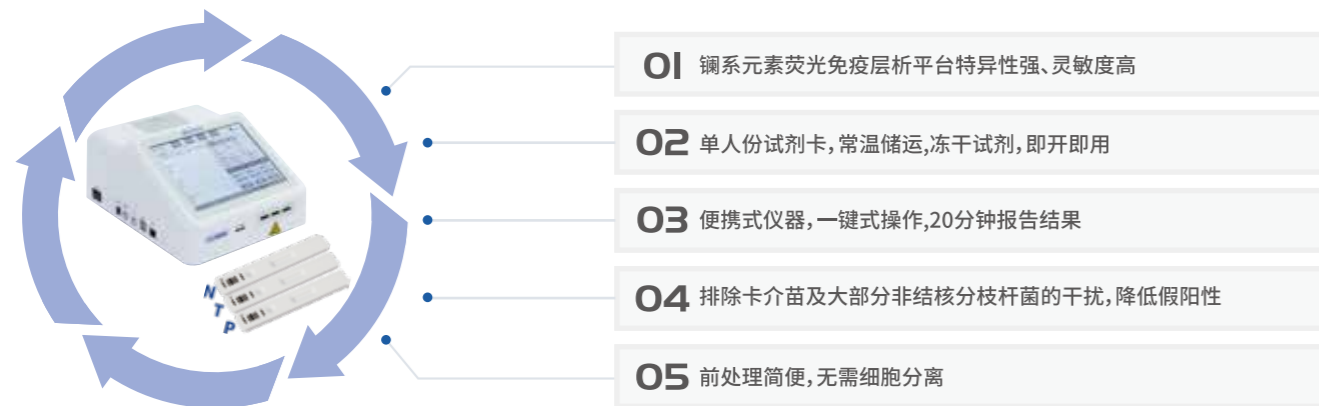 01 镧系元素荧光免疫层析平台特异性强、灵敏度高
02 单人份试剂卡，常温储运,冻干试剂，即开即用
03 便携式仪器，一键式操作,20分钟报告结果
04 排除卡介苗及大部分非结核分枝杆菌的干扰，降低假阳性
05 前处理简便，无需细胞分离
N
T
P